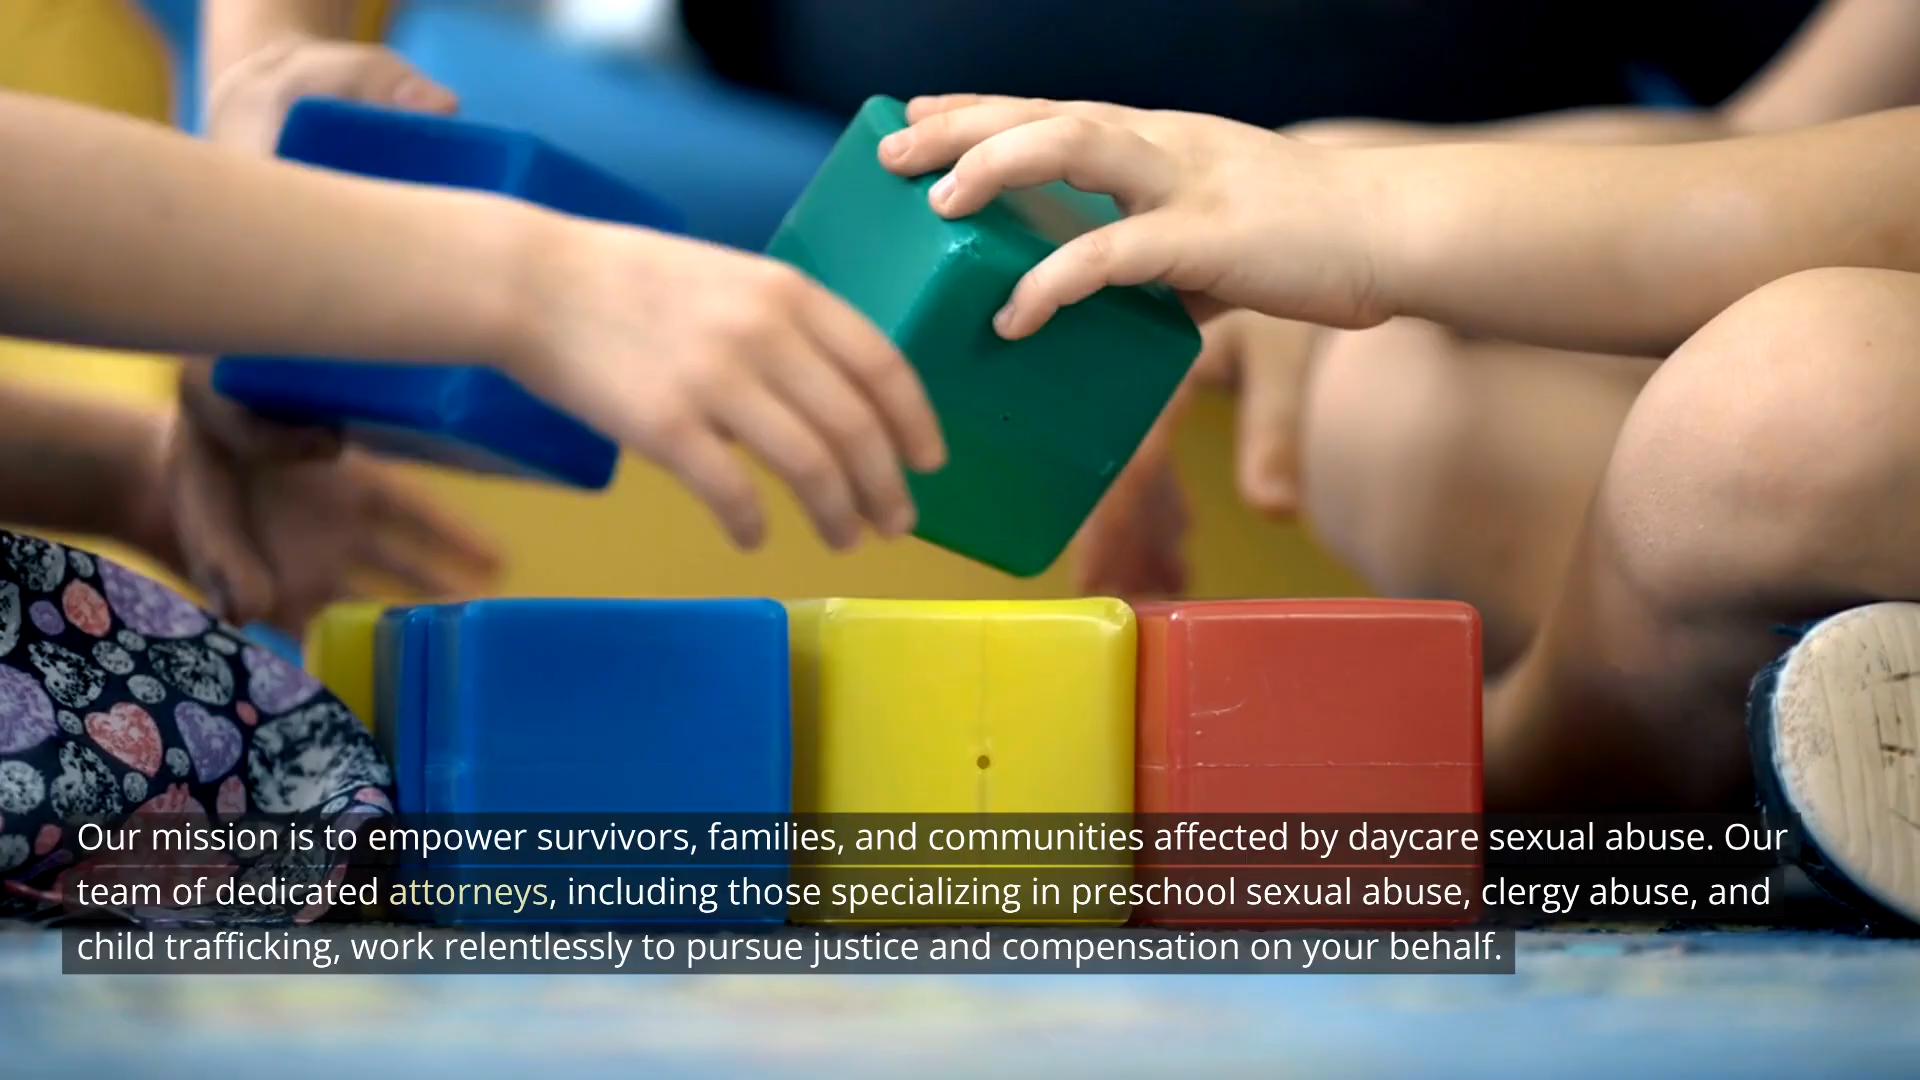 Our mission is to empower survivors, families, and communities affected by daycare sexual abuse. Our
team of dedicated attorneys, including those specializing in preschool sexual abuse, clergy abuse, and
child trafficking, work relentlessly to pursue justice and compensation on your behalf.